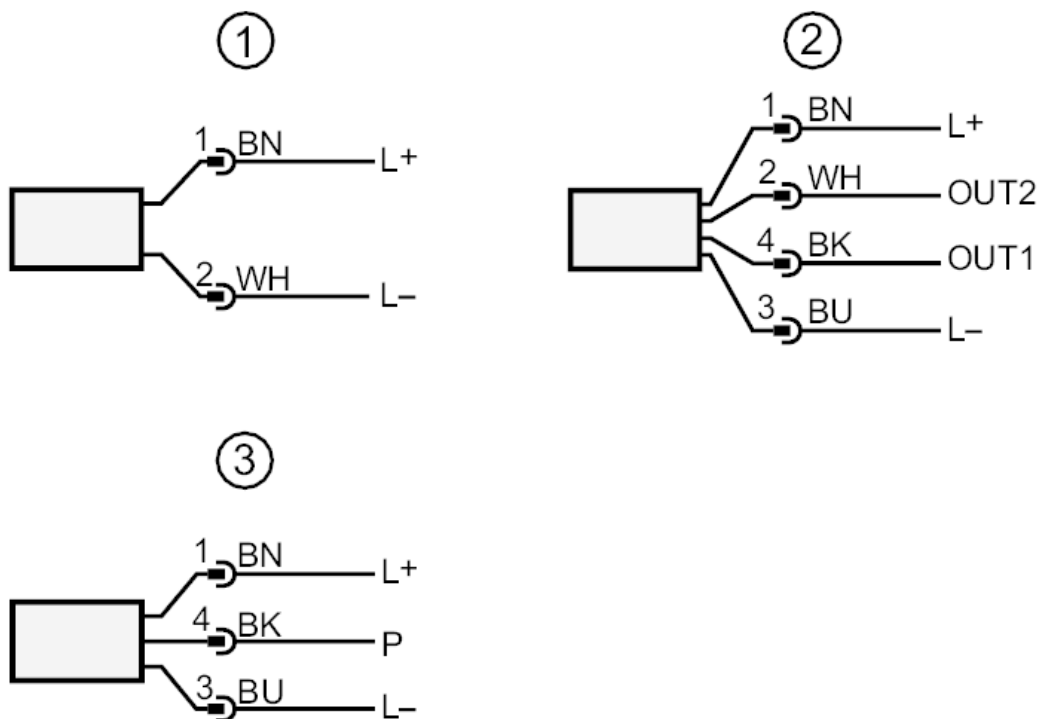 1
1 BN L+
2 WH L–
2
1 BN L+
2 WH OUT2
4 BK OUT1
3 BU L–
3
1 BN L+
4 BK P
3 BU L–